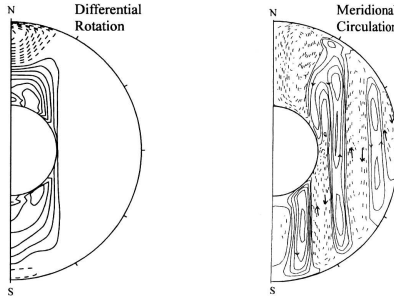 N
Differential
Rotation
S
N
Meridional
Circulation
S